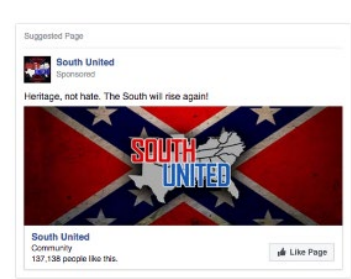 Suggested Page
South United
Sponsored
Heritage, not hate. The South will rise again!
SOUTH
UNITED
South United
Community
137,138 people like this.
Like Page